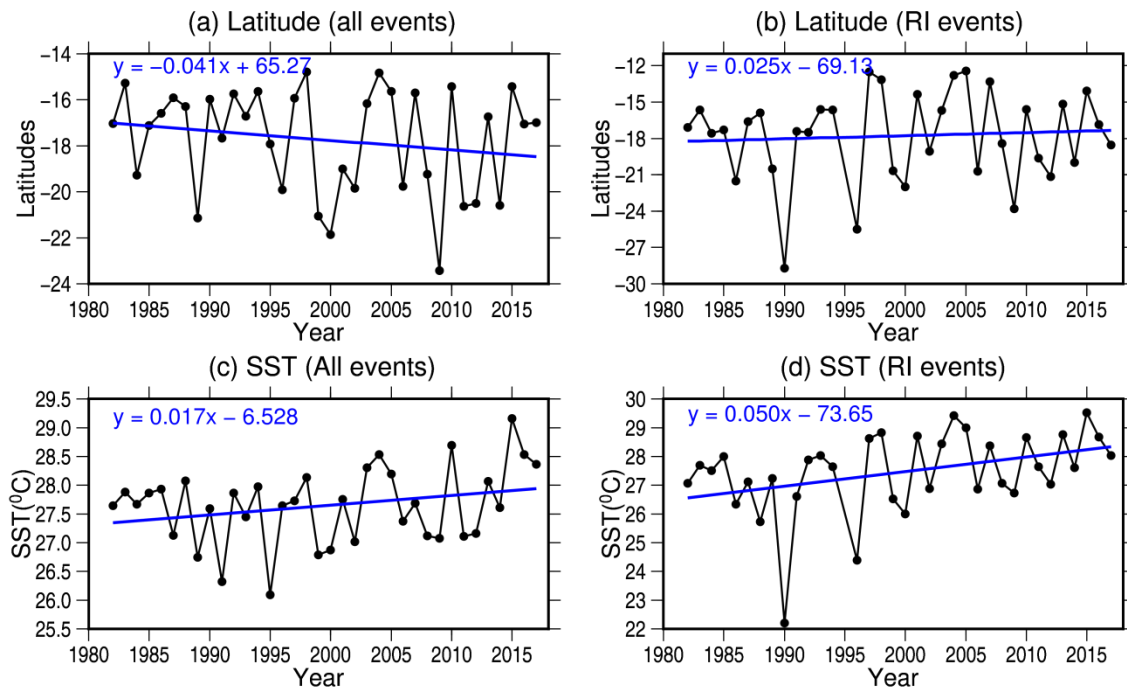 (a) Latitude (all events)
y = −0.041x + 65.27
−14
−16
−18
−20
−22
−24
Latitudes
1980 1985 1990 1995 2000 2005 2010 2015
Year
(b) Latitude (RI events)
y = 0.025x − 69.13
−12
−15
−18
−21
−24
−27
−30
Latitudes
1980 1985 1990 1995 2000 2005 2010 2015
Year
(c) SST (All events)
y = 0.017x − 6.528
29.5
29.0
28.5
28.0
27.5
27.0
26.5
26.0
25.5
SST(⁰C)
1980 1985 1990 1995 2000 2005 2010 2015
Year
(d) SST (RI events)
y = 0.050x − 73.65
30
29
28
27
26
25
24
23
22
SST(⁰C)
1980 1985 1990 1995 2000 2005 2010 2015
Year